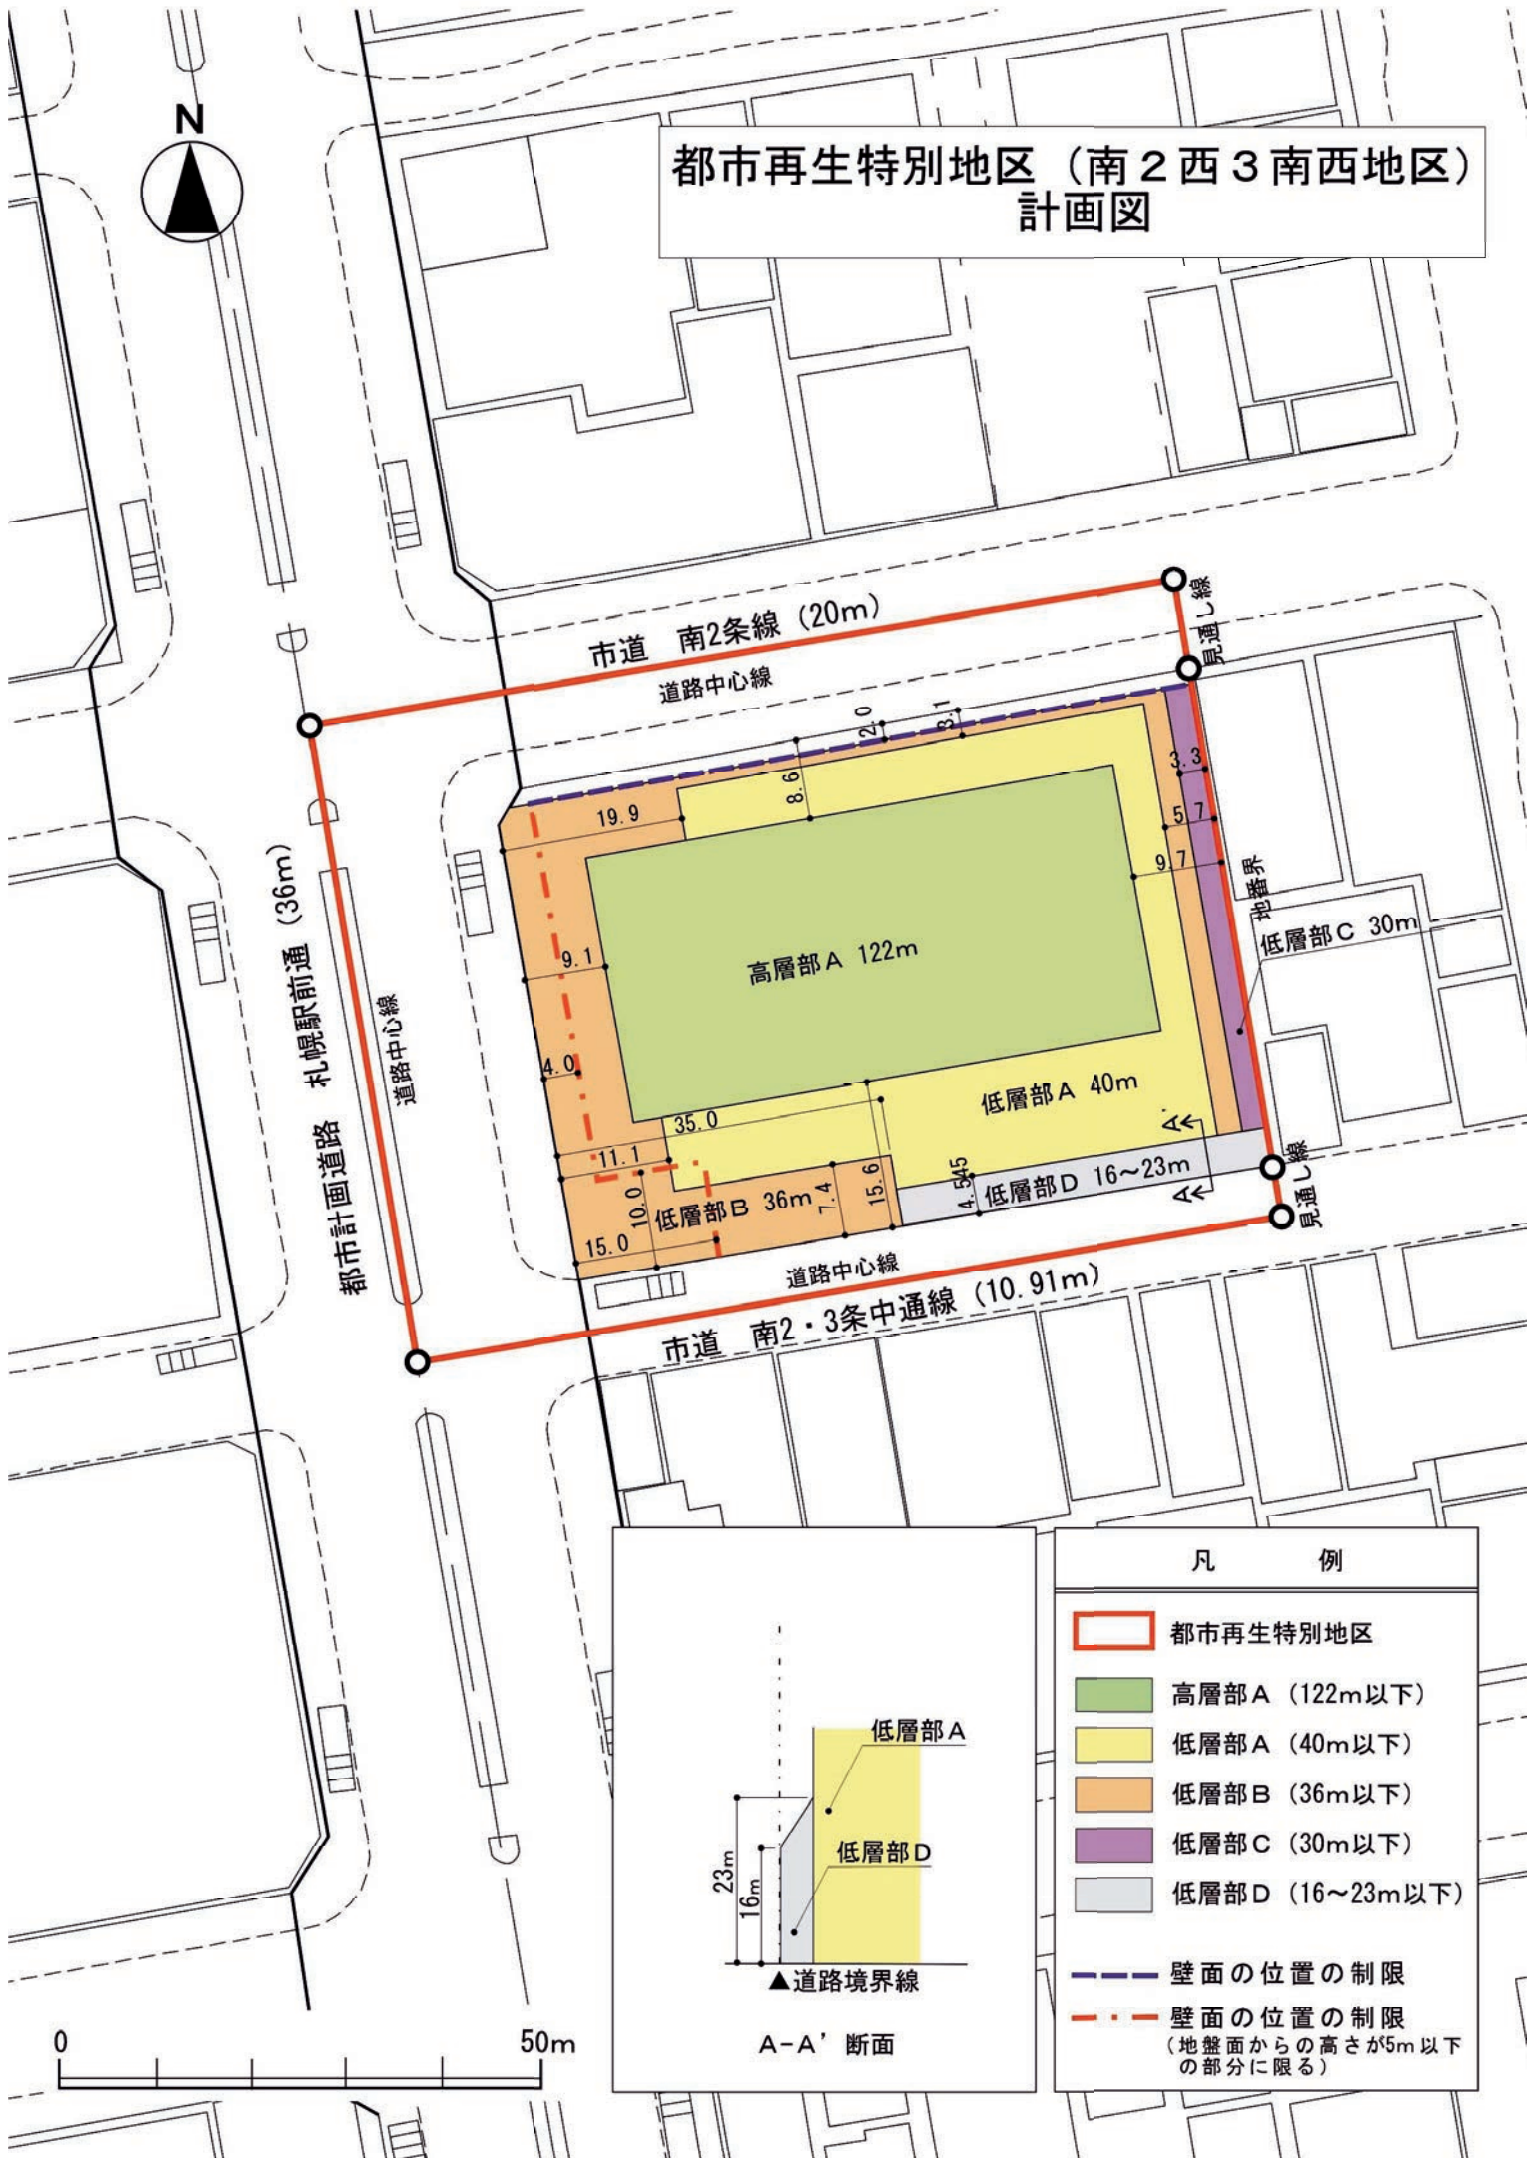 N
都市再生特別地区（南２西３南西地区）
計画図
見通し線
市道　南2条線（20m）
道路中心線
2.0
3.1
8.6
19.9
3.3
5.7
9.7
地番界
都市計画道路　札幌駅前通（36m）
道路中心線
9.1
高層部Ａ 122m
低層部Ｃ 30m
4.0
低層部Ａ 40m
35.0
A'
11.1
10.0
15.0
低層部Ｂ 36m
7.4
15.6
4.545
低層部Ｄ 16～23m
A
見通し線
道路中心線
市道　南2・3条中通線（10.91m）
低層部Ａ
低層部Ｄ
23m
16m
▲道路境界線
A-A' 断面
凡　例
都市再生特別地区
高層部Ａ（122m以下）
低層部Ａ（40m以下）
低層部Ｂ（36m以下）
低層部Ｃ（30m以下）
低層部Ｄ（16～23m以下）
壁面の位置の制限
壁面の位置の制限
（地盤面からの高さが5m以下
の部分に限る）
0
50m